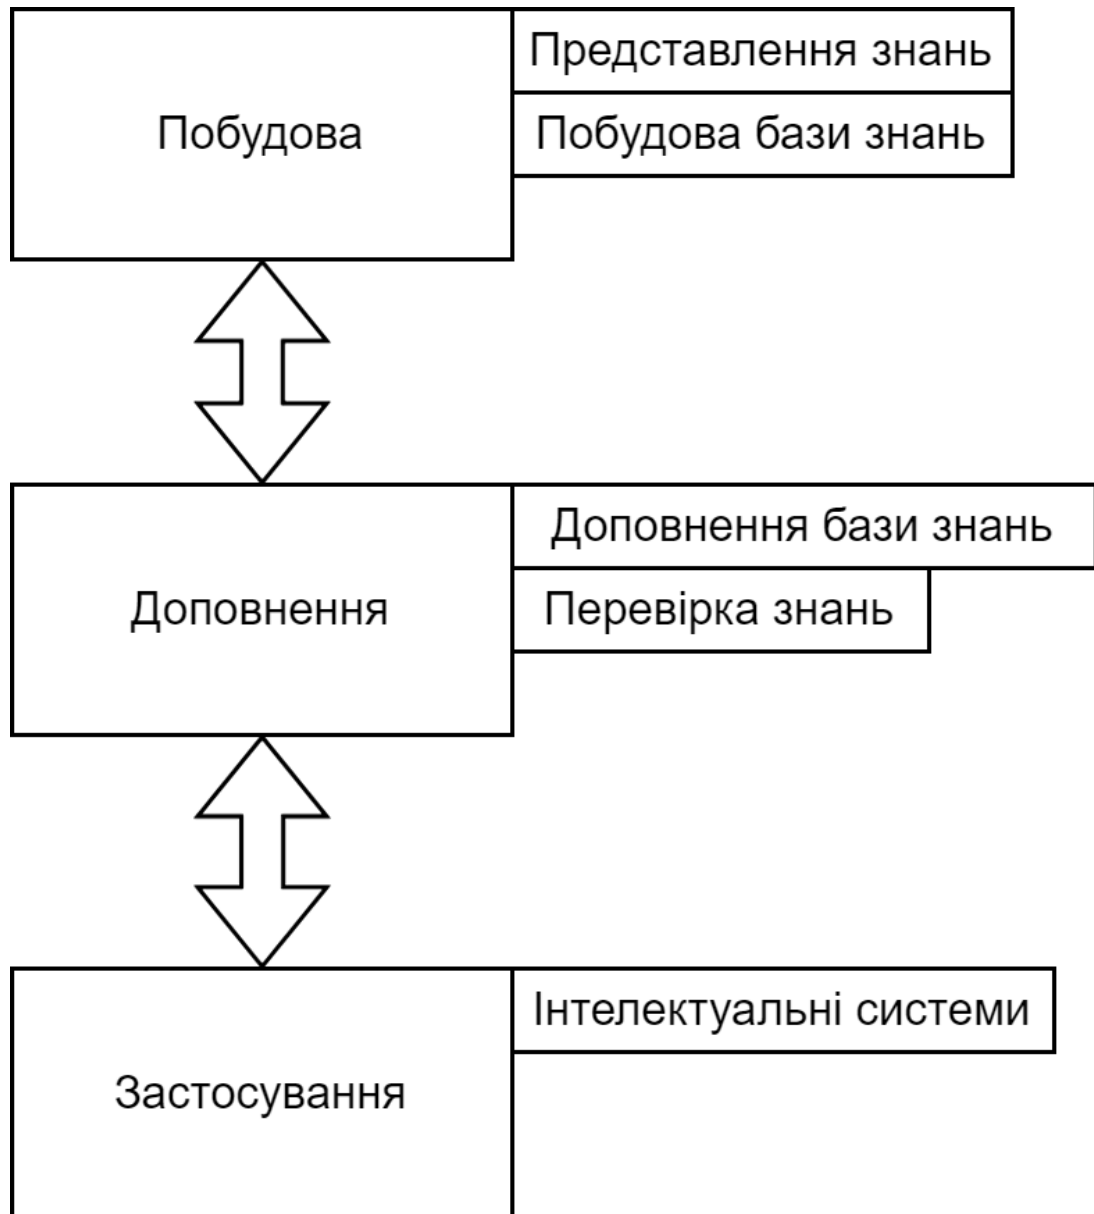 Побудова
Представлення знань
Побудова бази знань
Доповнення
Доповнення бази знань
Перевірка знань
Застосування
Інтелектуальні системи